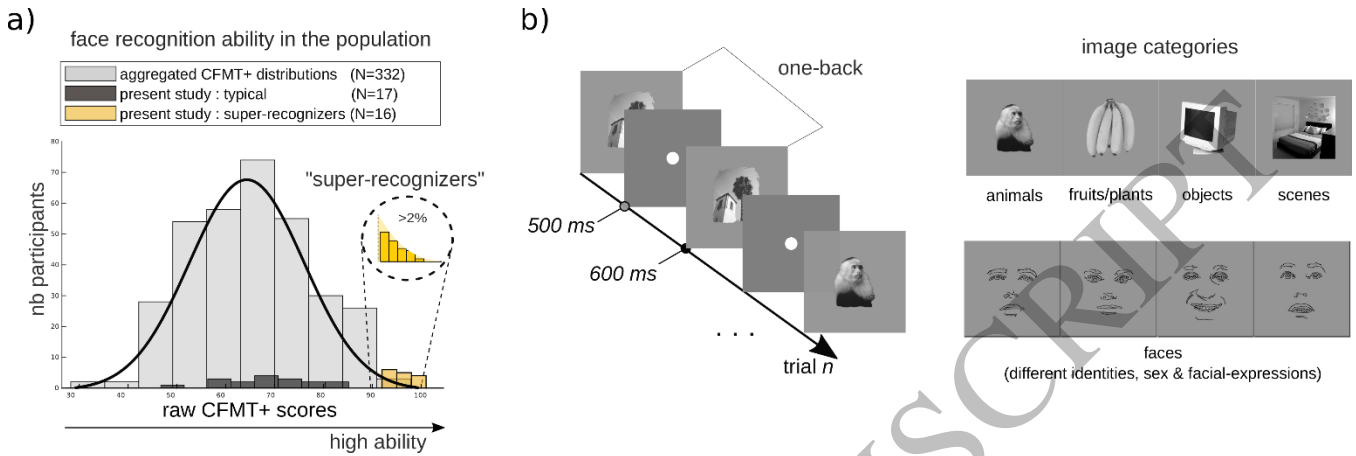 a)
face recognition ability in the population
aggregated CFMT+ distributions (N=332)
present study : typical (N=17)
present study : super-recognizers (N=16)
80
70
60
50
40
30
20
10
0
nb participants
"super-recognizers"
>2%
30 40 50 60 70 80 90 100
raw CFMT+ scores
high ability
b)
one-back
500 ms
600 ms
. . .
trial n
image categories
animals fruits/plants objects scenes
faces
(different identities, sex & facial-expressions)
USCRIPT